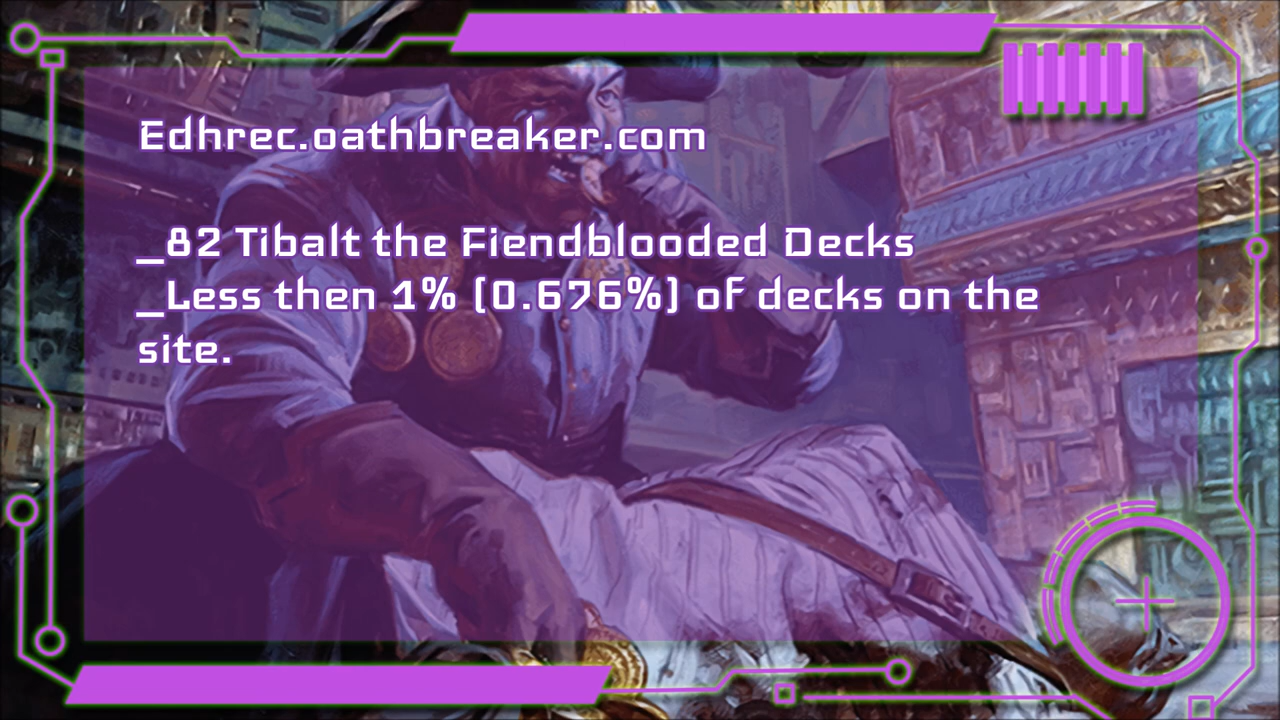 Edhrec.oathbreaker.com
_82 Tibalt the Fiendblooded Decks
_Less then 1% (0.676%) of decks on the
site.